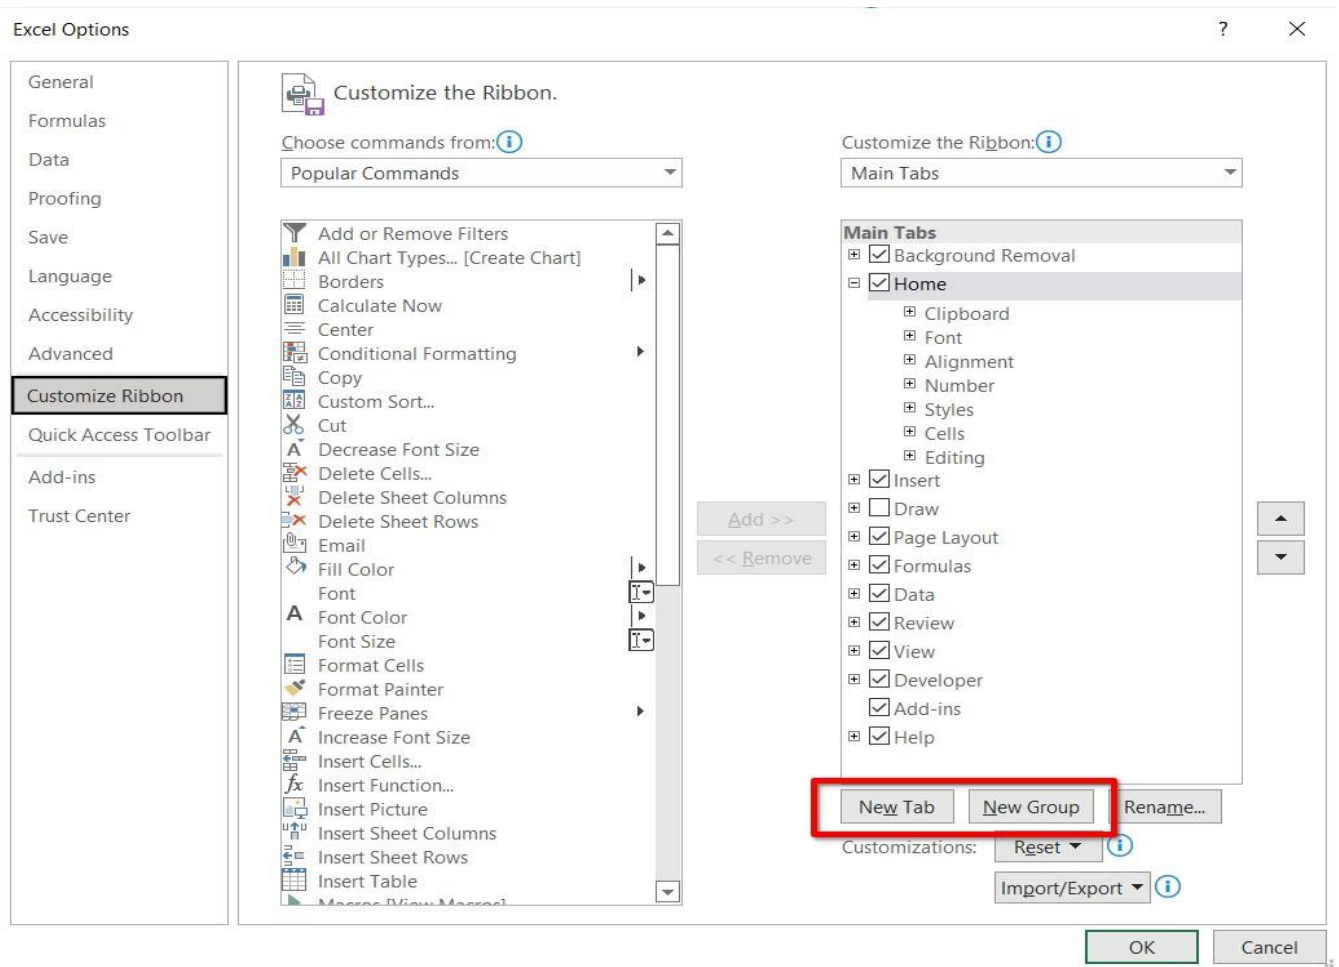 Excel Options
?
General
Formulas
Data
Proofing
Save
Language
Accessibility
Advanced
Customize Ribbon
Quick Access Toolbar
Add-ins
Trust Center
Customize the Ribbon.
Choose commands from:
Popular Commands
Add or Remove Filters
All Chart Types... [Create Chart]
Borders
Calculate Now
Center
Conditional Formatting
Copy
Custom Sort...
Cut
Decrease Font Size
Delete Cells...
Delete Sheet Columns
Delete Sheet Rows
Email
Fill Color
Font
Font Color
Font Size
Format Cells
Format Painter
Freeze Panes
Increase Font Size
Insert Cells...
Insert Function...
Insert Picture
Insert Sheet Columns
Insert Sheet Rows
Insert Table
Macros [View Macros]
Add >>
<< Remove
Customize the Ribbon:
Main Tabs
Main Tabs
Background Removal
Home
Clipboard
Font
Alignment
Number
Styles
Cells
Editing
Insert
Draw
Page Layout
Formulas
Data
Review
View
Developer
Add-ins
Help
New Tab New Group Rename...
Customizations: Reset
Import/Export
OK Cancel